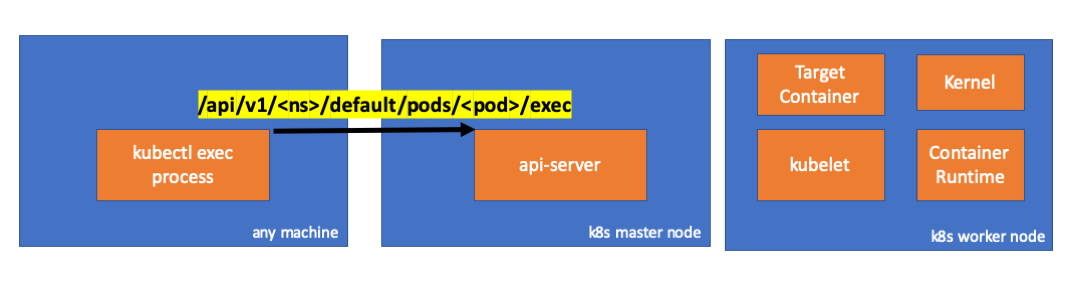 /api/v1/<ns>/default/pods/<pod>/exec
kubectl exec
process
any machine
api-server
k8s master node
Target
Container
Kernel
kubelet
Container
Runtime
k8s worker node